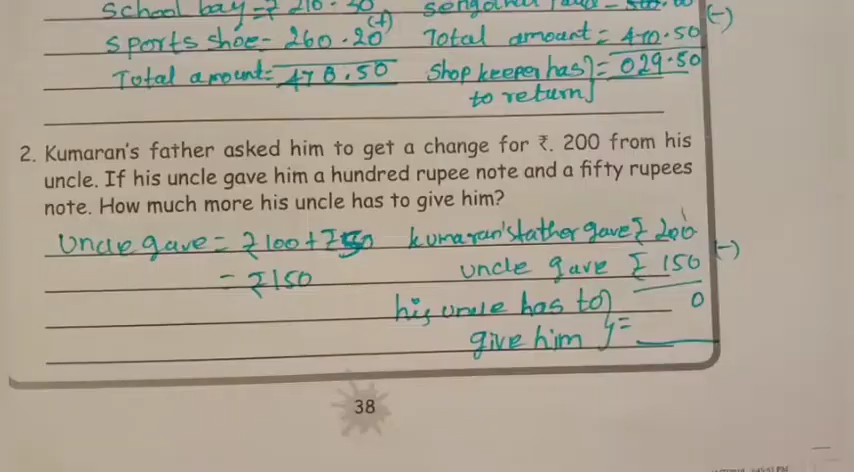 School bag = ₹ 210.30
Sports shoe - 260.20 (+)
Total amount = 470.50
Total amount = 470.50 (-)
Shop keeper has } = 029.50
to return
2. Kumaran's father asked him to get a change for ₹. 200 from his
uncle. If his uncle gave him a hundred rupee note and a fifty rupees
note. How much more his uncle has to give him?
Uncle gave = ₹100 + ₹50
= ₹150
kumaran's father gave ₹ 200
uncle gave ₹ 150 (-)
0
his uncle has to } =
give him
38